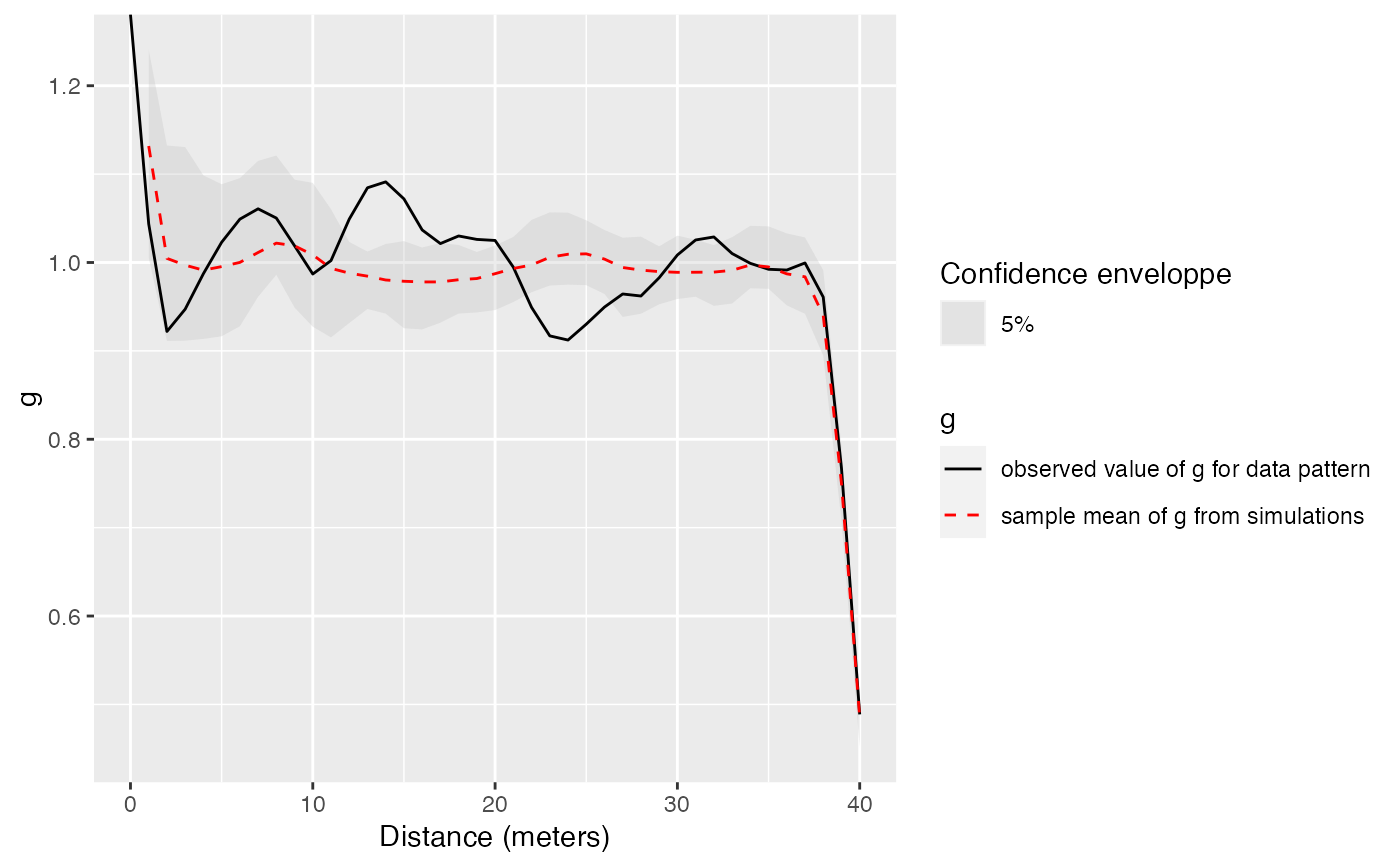 1.2
1.0
0.8
0.6
g
0 10 20 30 40
Distance (meters)
Confidence enveloppe
5%
g
observed value of g for data pattern
sample mean of g from simulations